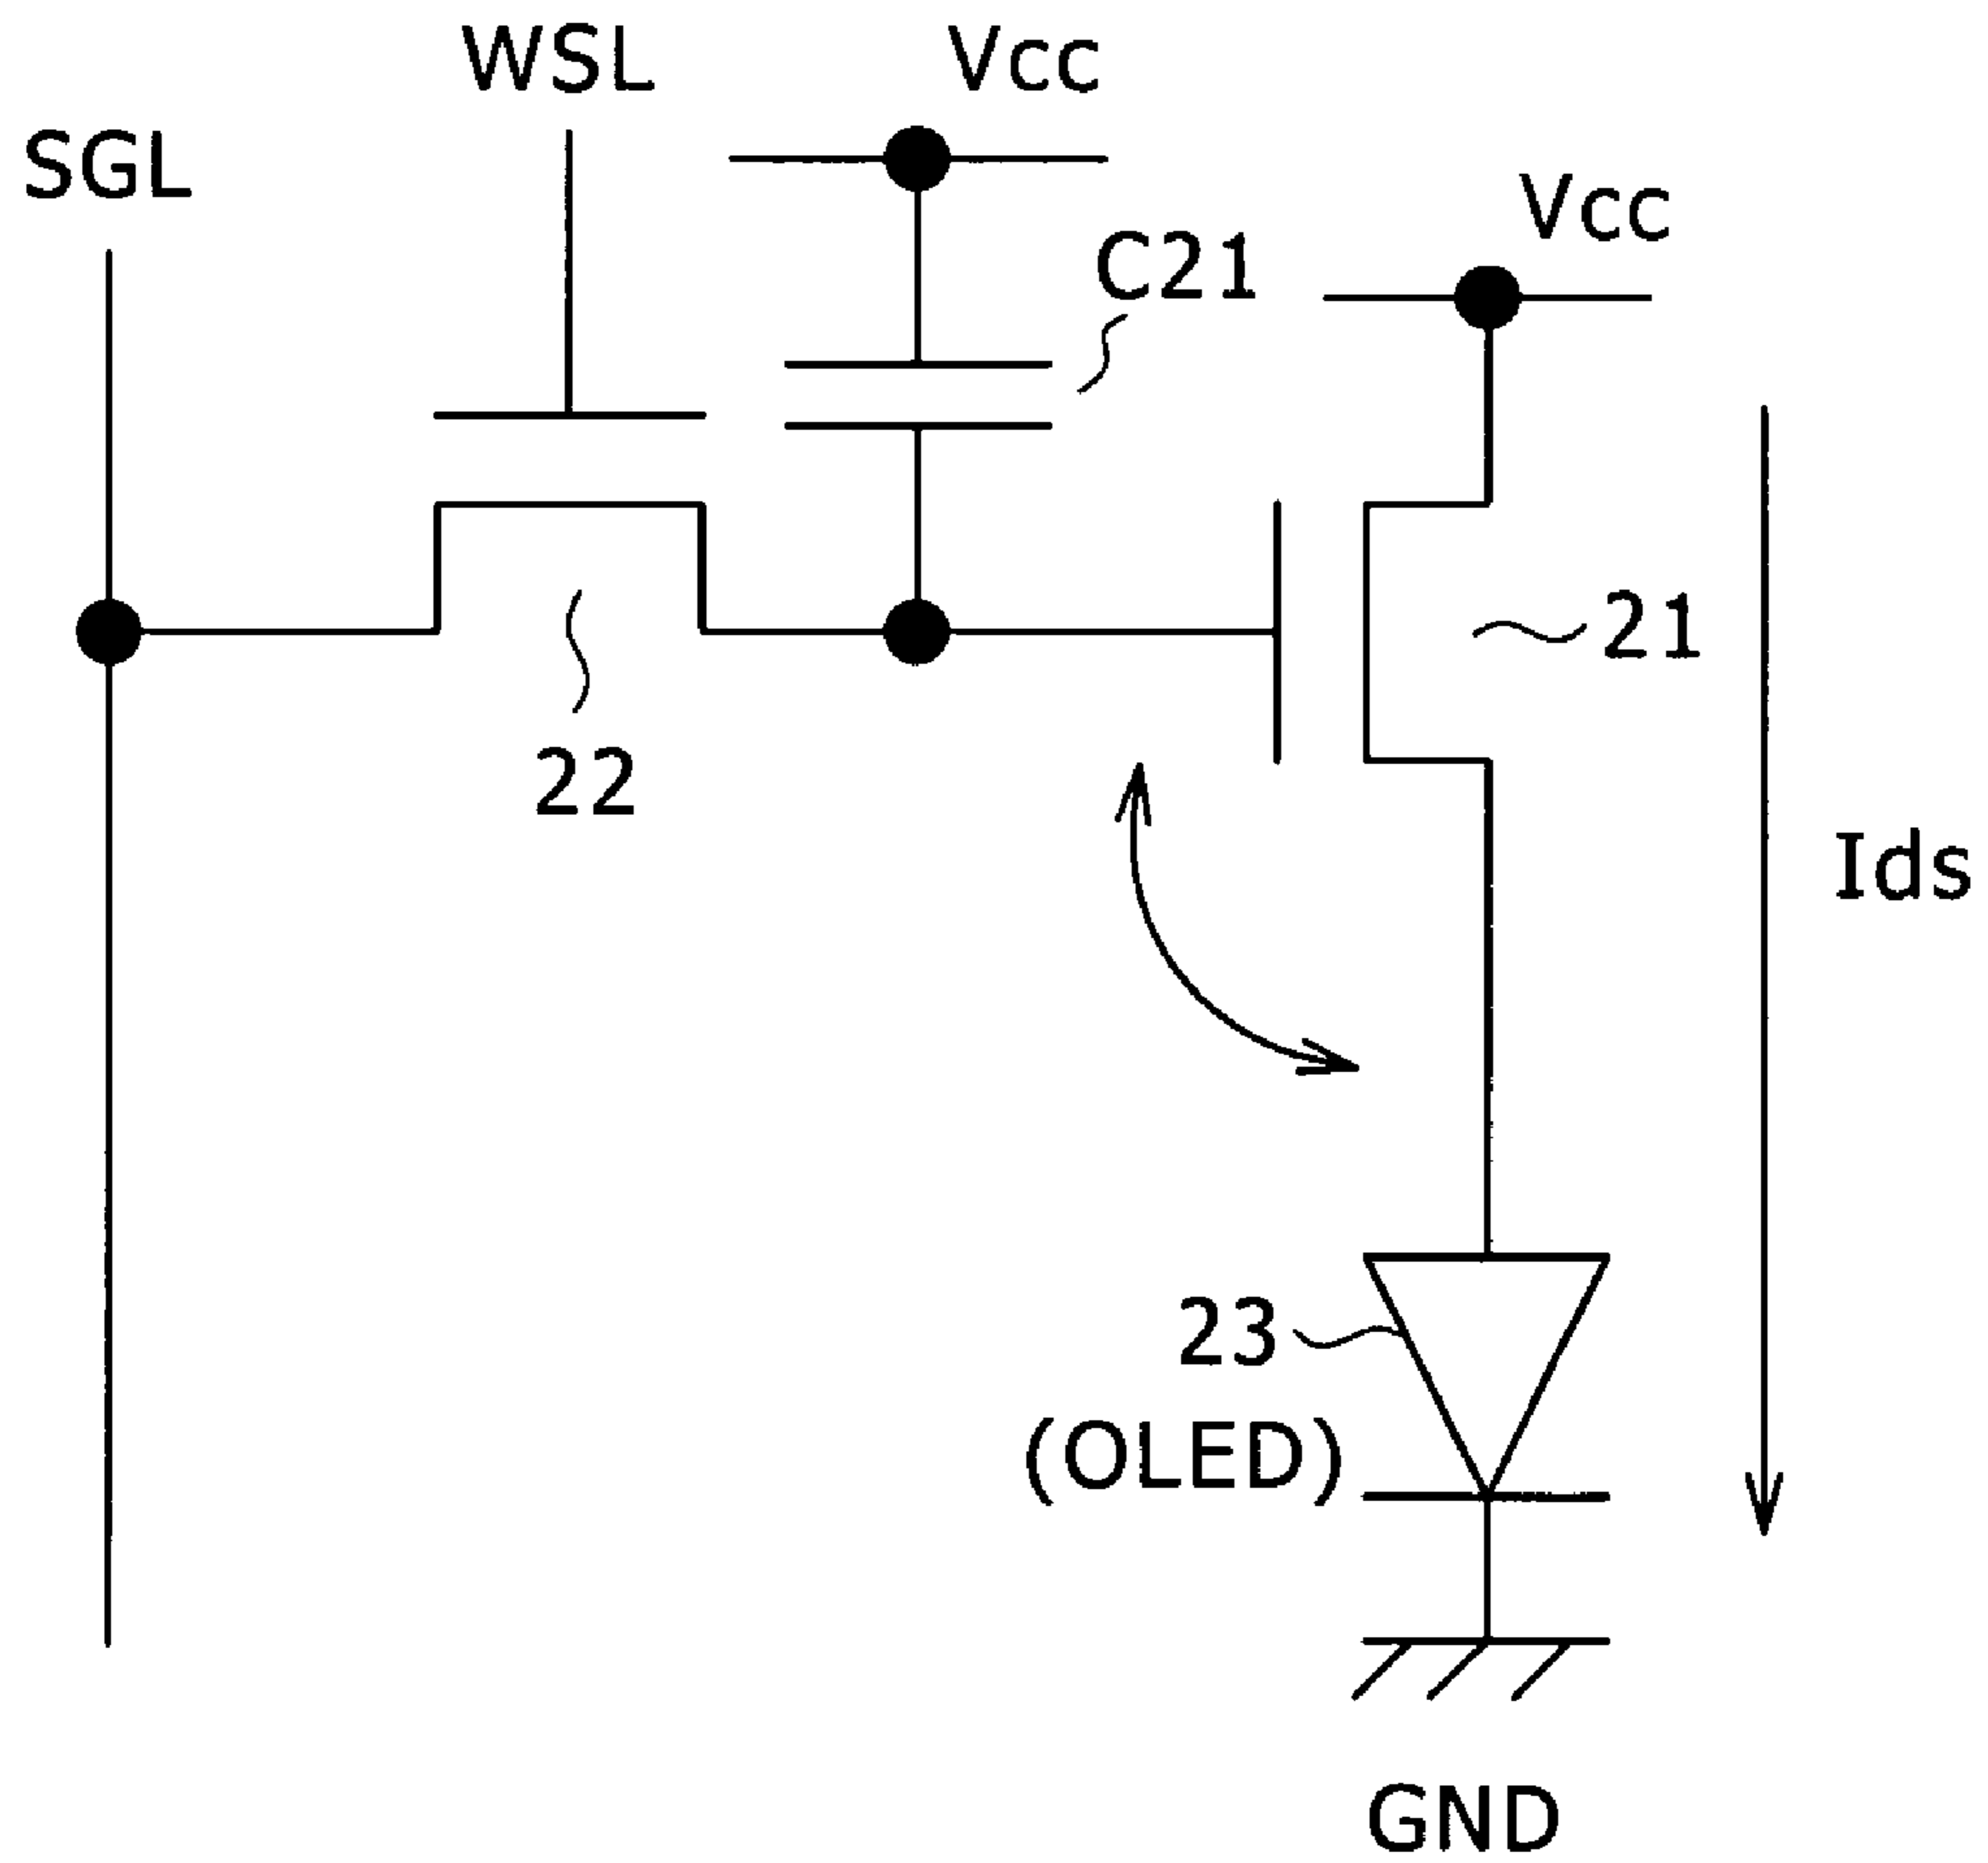 WSL
Vcc
SGL
Vcc
C21
21
22
Ids
23
(OLED)
GND